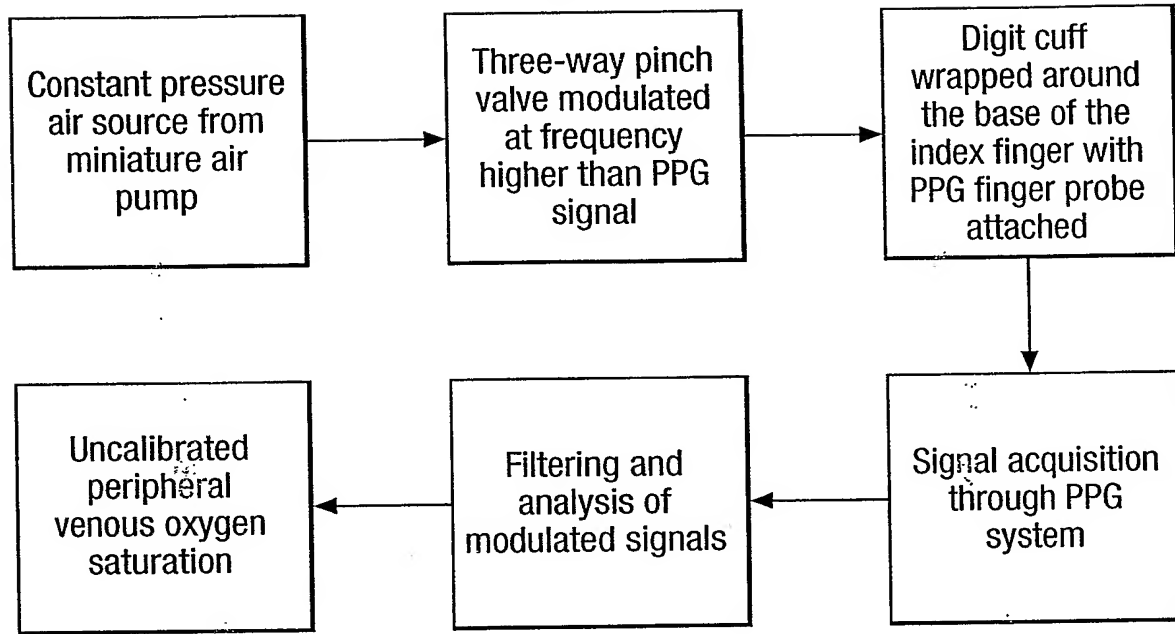 Constant pressure
air source from
miniature air
pump
Three-way pinch
valve modulated
at frequency
higher than PPG
signal
Digit cuff
wrapped around
the base of the
index finger with
PPG finger probe
attached
Signal acquisition
through PPG
system
Filtering and
analysis of
modulated signals
Uncalibrated
peripheral
venous oxygen
saturation